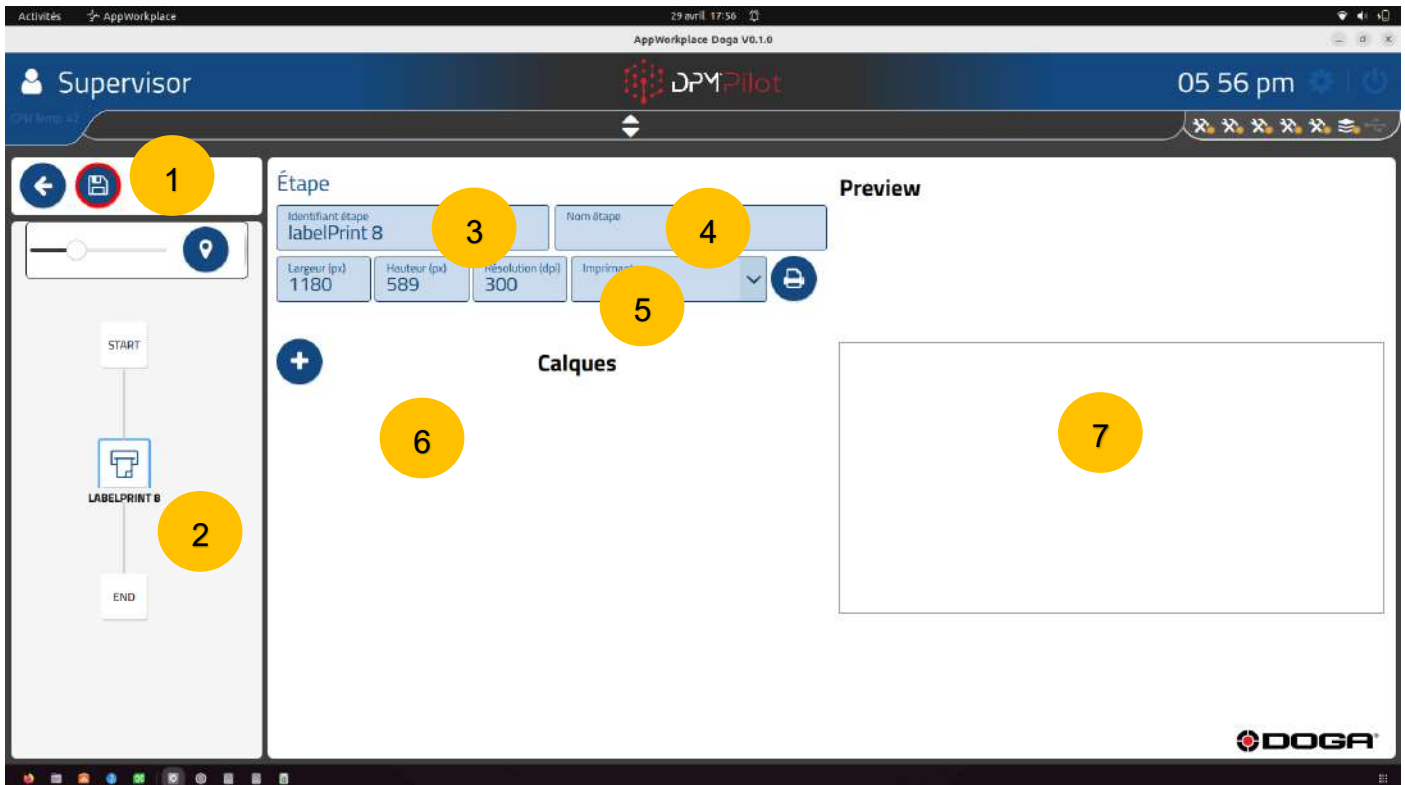 Activités AppWorkplace 29 avril 17:56
AppWorkplace Doga V0.1.0
Supervisor DPMPilot 05 56 pm
1
Étape Preview
Identifiant étape Nom étape
labelPrint 8 3 4
Largeur (px) Hauteur (px) Résolution (dpi)
1180 589 300
5
START
Calques
6 7
LABELPRINT 8
2
END
DOGA